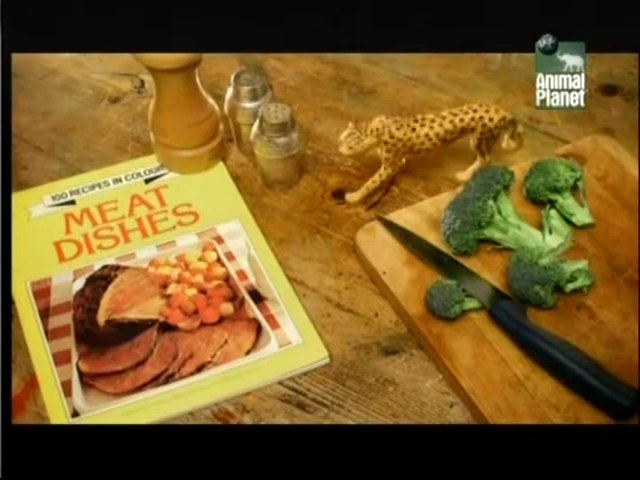 Animal
Planet
100 RECIPES IN COLOUR
MEAT
DISHES